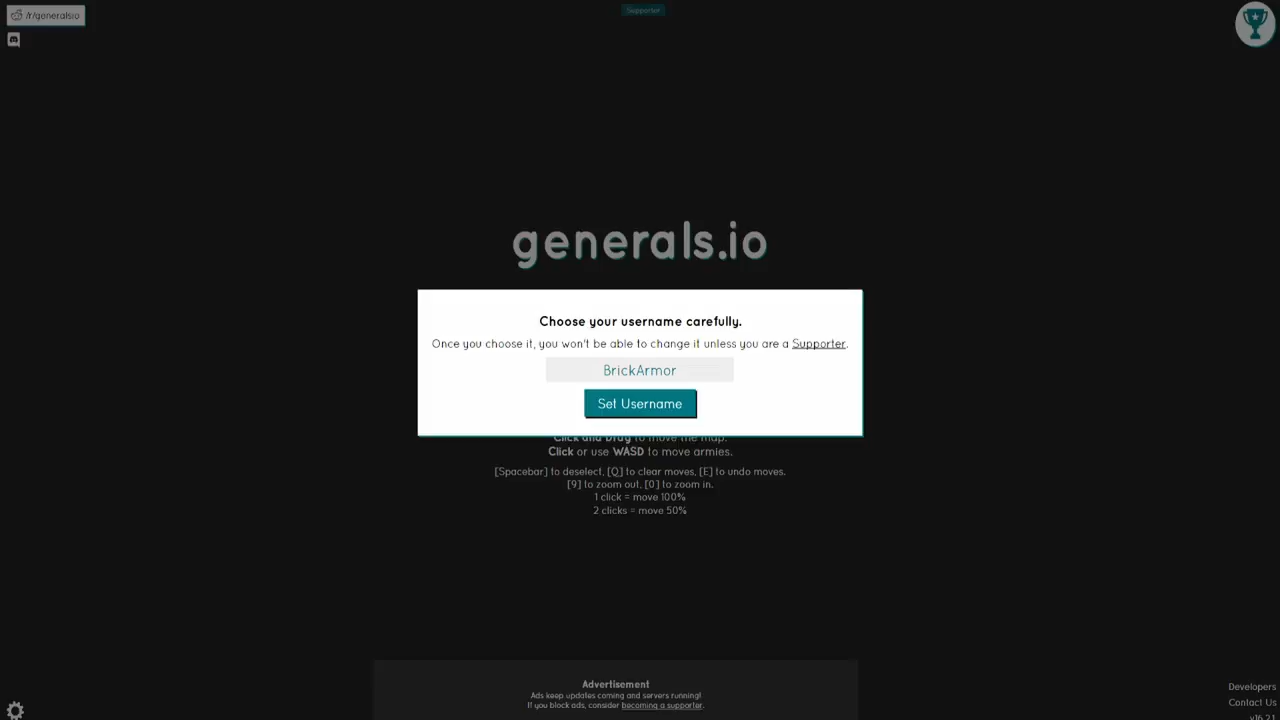 /r/generalsio
Supporter
generals.io
Choose your username carefully.
Once you choose it, you won't be able to change it unless you are a Supporter.
BrickArmor
Set Username
Click and Drag to move the map.
Click or use WASD to move armies.
[Spacebar] to deselect, [Q] to clear moves, [E] to undo moves.
[9] to zoom out, [0] to zoom in.
1 click = move 100%
2 clicks = move 50%
Advertisement
Ads keep updates coming and servers running!
If you block ads, consider becoming a supporter.
Developers
Contact Us
v16.2.1